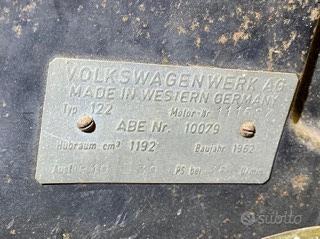 VOLKSWAGENWERK AG
MADE IN WESTERN GERMANY
Typ 122 Motor-Nr
ABE Nr. 10079
Hubraum cm³ 1192 Baujahr 1962
PS bei
subito